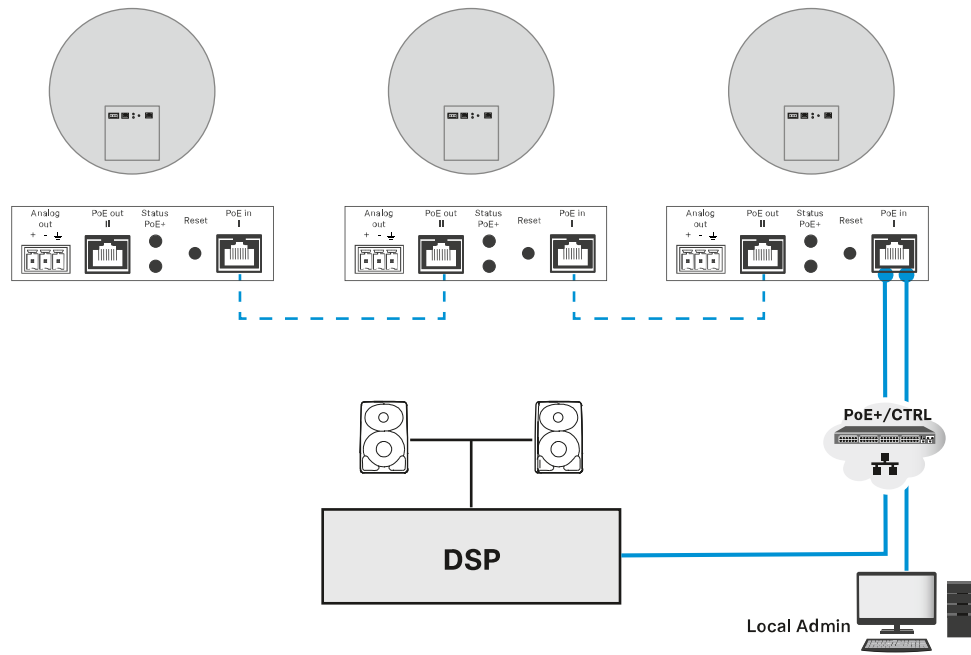 Analog out
PoE out II
Status PoE+
Reset
PoE in I
+ -
Analog out
PoE out II
Status PoE+
Reset
PoE in I
+ -
Analog out
PoE out II
Status PoE+
Reset
PoE in I
+ -
PoE+/CTRL
DSP
Local Admin